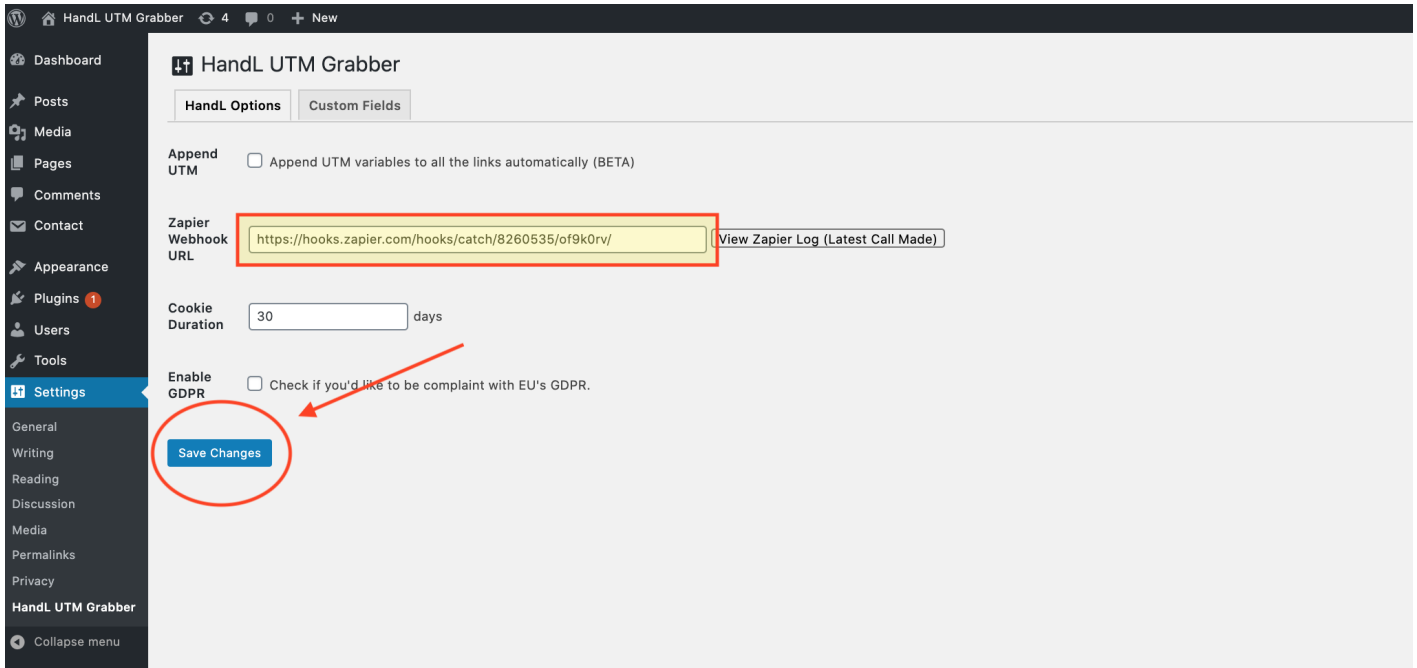 HandL UTM Grabber 4 0 + New
Dashboard
Posts
Media
Pages
Comments
Contact
Appearance
Plugins 1
Users
Tools
Settings
General
Writing
Reading
Discussion
Media
Permalinks
Privacy
HandL UTM Grabber
Collapse menu
HandL UTM Grabber
HandL Options Custom Fields
Append
UTM
Append UTM variables to all the links automatically (BETA)
Zapier
Webhook
URL
https://hooks.zapier.com/hooks/catch/8260535/of9k0rv/ View Zapier Log (Latest Call Made)
Cookie
Duration
30 days
Enable
GDPR
Check if you'd like to be complaint with EU's GDPR.
Save Changes